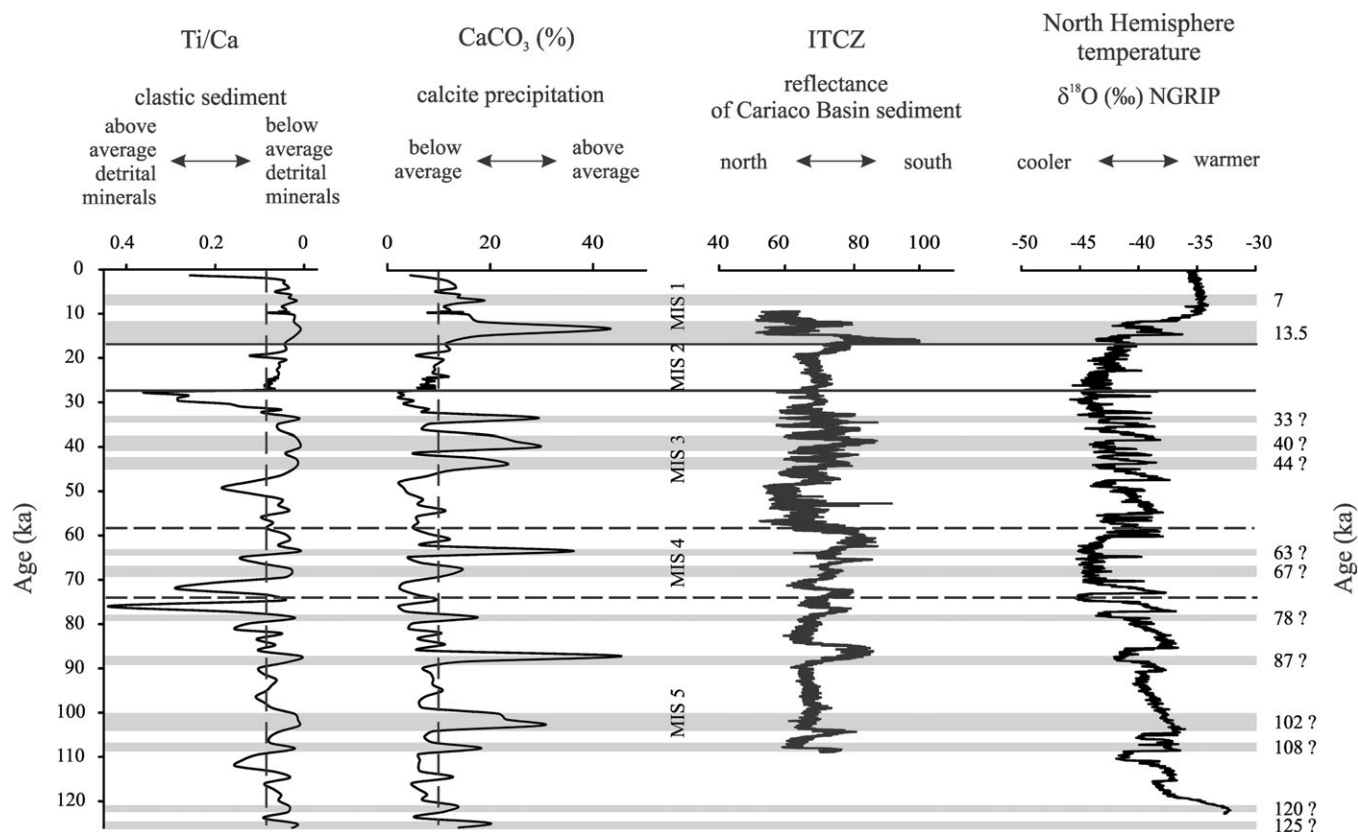 Ti/Ca
clastic sediment
above
average
detrital
minerals
below
average
detrital
minerals
CaCO₃ (%)
calcite precipitation
below
average
above
average
ITCZ
reflectance
of Cariaco Basin sediment
north
south
North Hemisphere
temperature
δ¹⁸O (‰) NGRIP
cooler
warmer
0.4 0.2 0
0 20 40
40 60 80 100
-50 -45 -40 -35 -30
Age (ka)
0
10
20
30
40
50
60
70
80
90
100
110
120
MIS 1
MIS 2
MIS 3
MIS 4
MIS 5
7
13.5
33 ?
40 ?
44 ?
63 ?
67 ?
78 ?
87 ?
102 ?
108 ?
120 ?
125 ?
Age (ka)